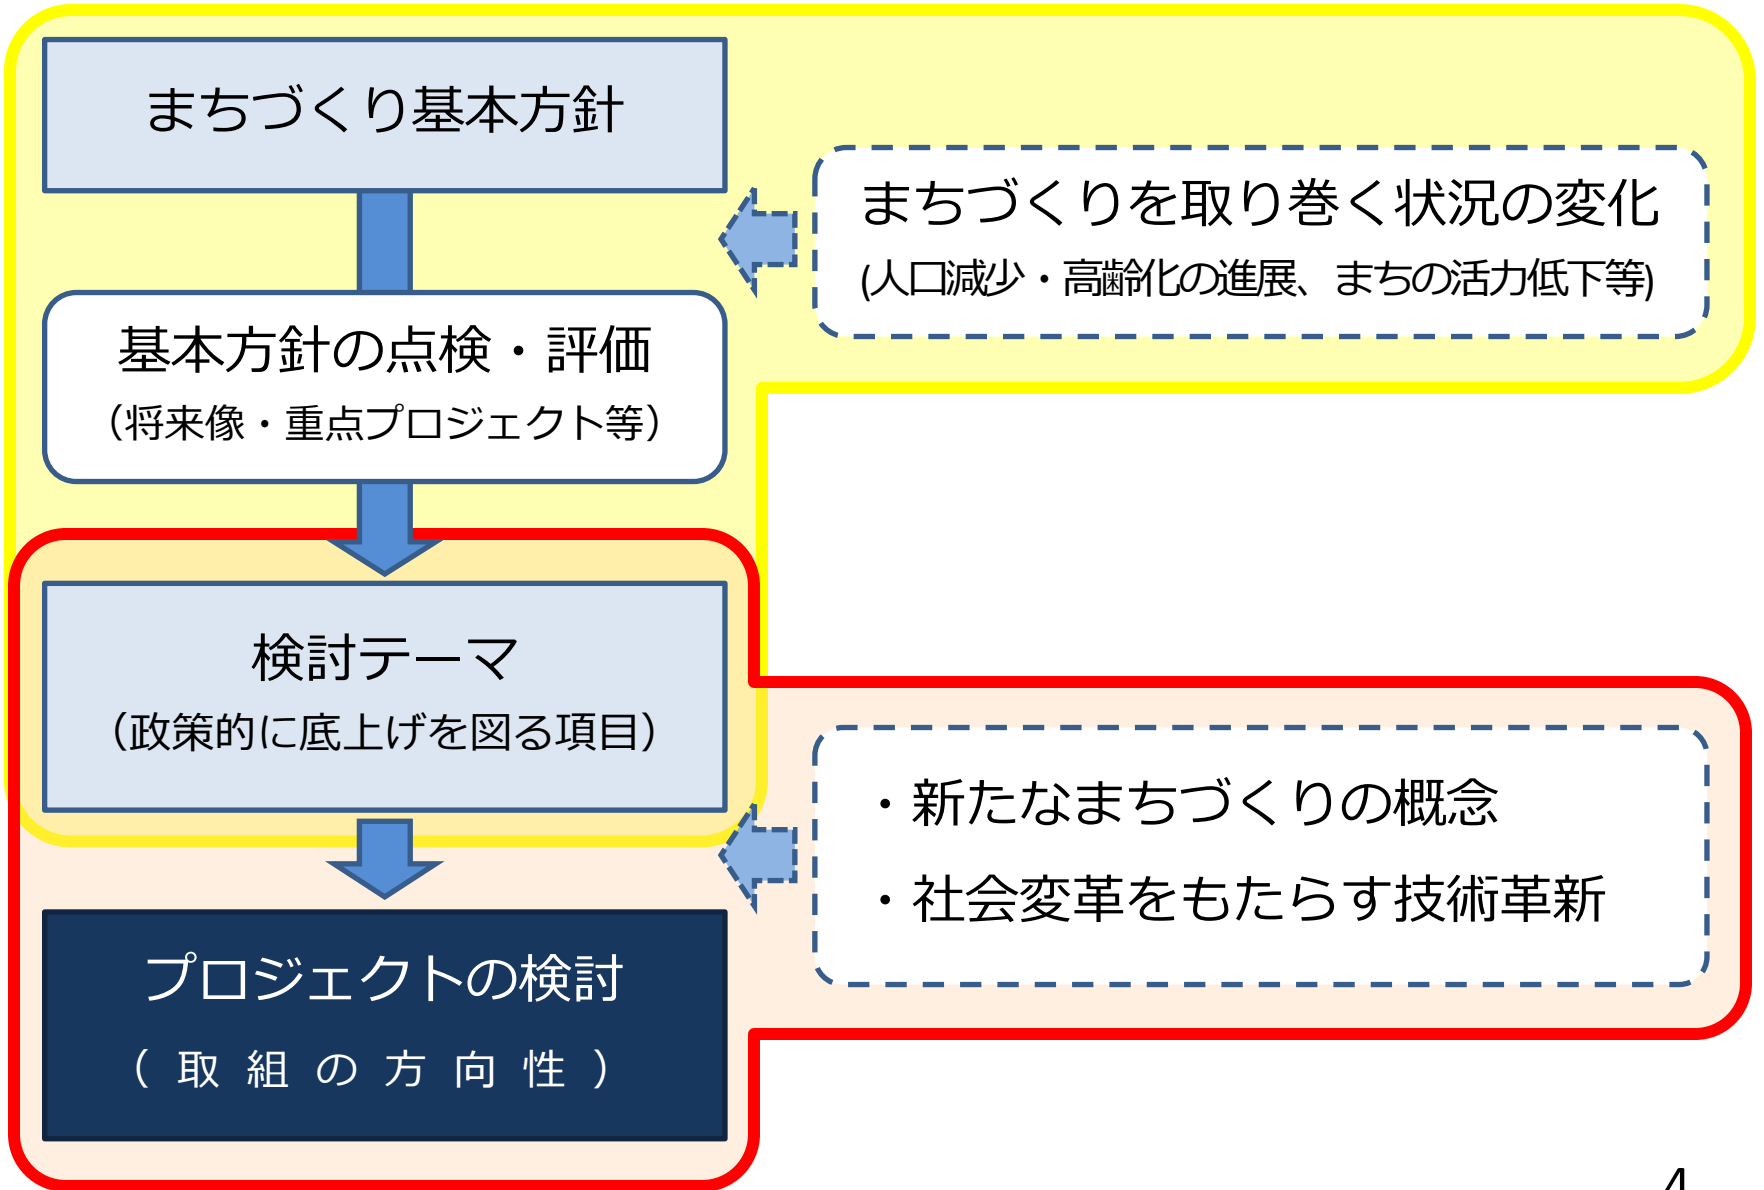 まちづくり基本方針
まちづくりを取り巻く状況の変化
(人口減少・高齢化の進展、まちの活力低下等)
基本方針の点検・評価
（将来像・重点プロジェクト等）
検討テーマ
（政策的に底上げを図る項目）
・新たなまちづくりの概念
・社会変革をもたらす技術革新
プロジェクトの検討
（取組の方向性）
4